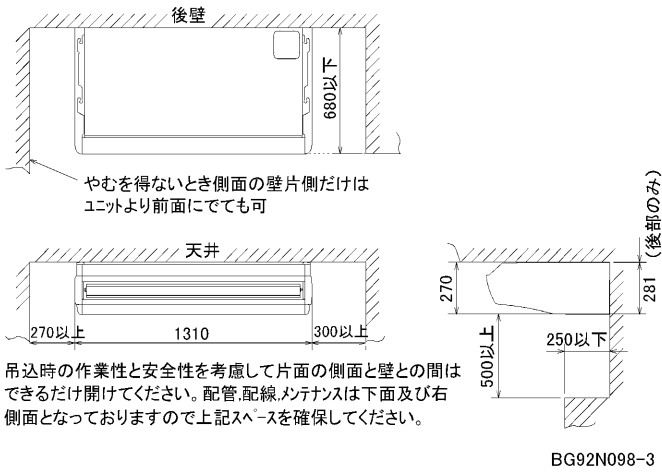 後壁
680以下
やむを得ないとき側面の壁片側だけは
ユニットより前面にでても可
天井
270以上
1310
300以上
270
281
(後部のみ)
500以上
250以下
吊込時の作業性と安全性を考慮して片面の側面と壁との間は
できるだけ開けてください。配管,配線,メンテナンスは下面及び右
側面となっておりますので上記スペースを確保してください。
BG92N098-3